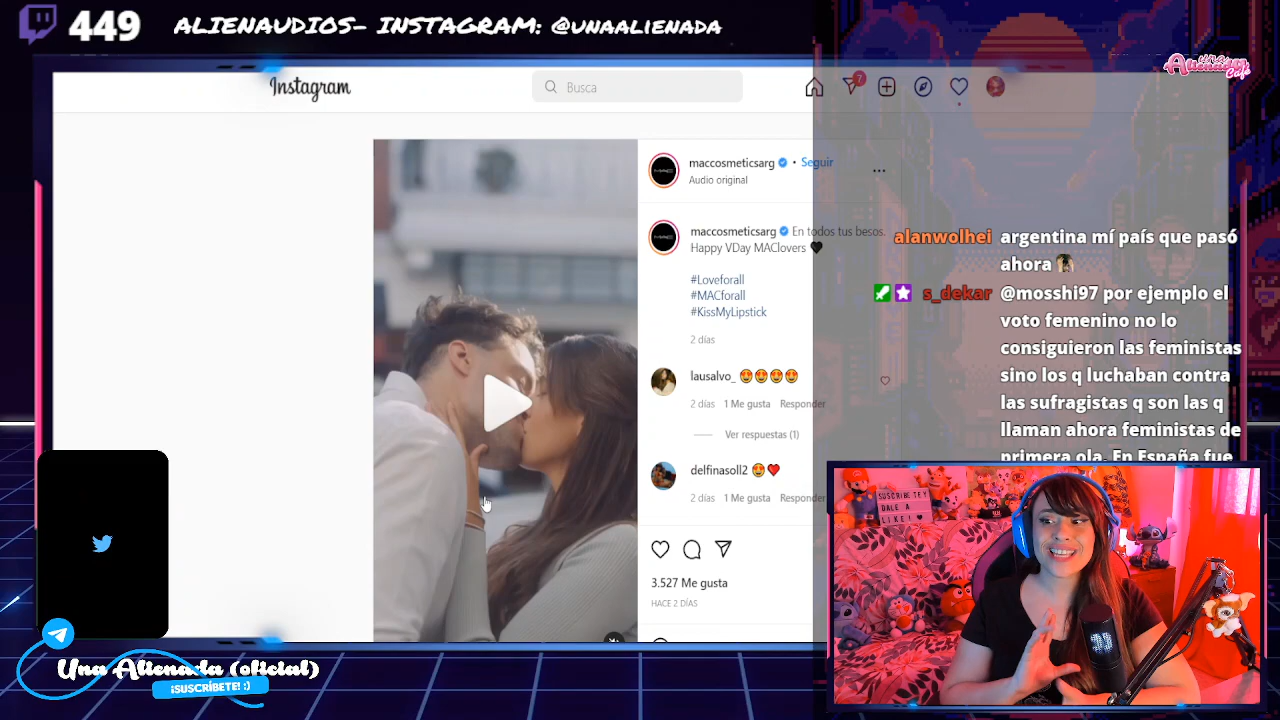 449
ALIENAUDIOS- INSTAGRAM: @UNAALIENADA
Instagram
Busca
7
maccosmeticsarg • Seguir
Audio original
maccosmeticsarg En todos tus besos.
Happy VDay MAClovers 🖤
#Loveforall
#MACforall
#KissMyLipstick
2 días
lausalvo_ 😍😍😍😍
2 días 1 Me gusta Responder
Ver respuestas (1)
delfinasoll2 😍❤️
2 días 1 Me gusta Responder
3.527 Me gusta
HACE 2 DÍAS
Alienada
Café
alanwolhei argentina mí país que pasó
ahora
s_dekar @mosshi97 por ejemplo el
voto femenino no lo
consiguieron las feministas
sino los q luchaban contra
las sufragistas q son las q
llaman ahora feministas de
primera ola. En España fue
SUSCRIBETE Y
DALE A
LIKE! ♥
Una Alienada (oficial)
¡SUSCRÍBETE! :)